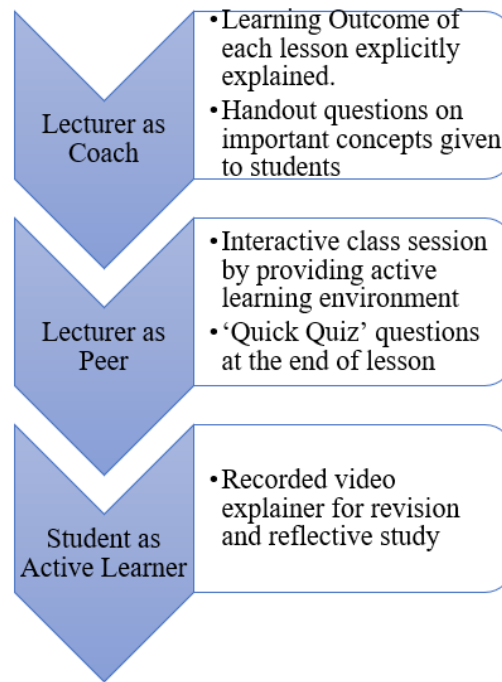 Lecturer as
Coach
•Learning Outcome of
each lesson explicitly
explained.
•Handout questions on
important concepts given
to students
Lecturer as
Peer
•Interactive class session
by providing active
learning environment
•‘Quick Quiz’ questions
at the end of lesson
Student as
Active Learner
•Recorded video
explainer for revision
and reflective study